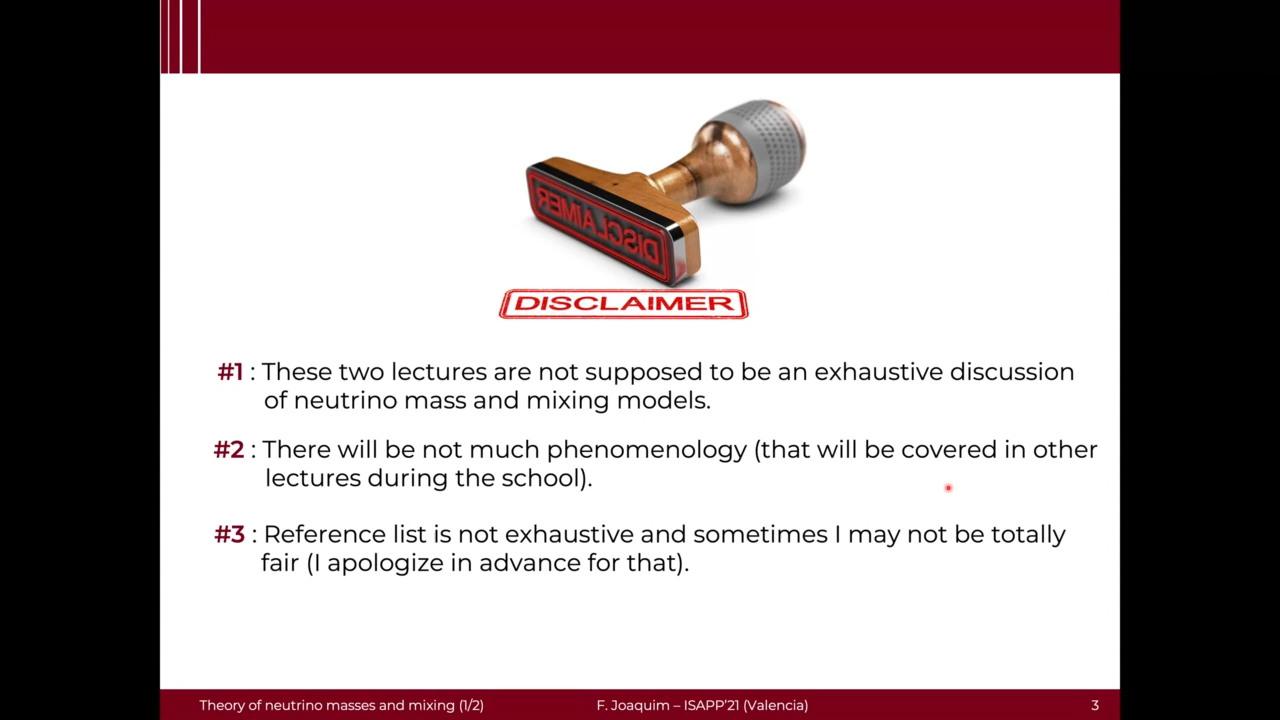 DISCLAIMER
DISCLAIMER
#1 : These two lectures are not supposed to be an exhaustive discussion
of neutrino mass and mixing models.
#2 : There will be not much phenomenology (that will be covered in other
lectures during the school).
#3 : Reference list is not exhaustive and sometimes I may not be totally
fair (I apologize in advance for that).
Theory of neutrino masses and mixing (1/2) F. Joaquim – ISAPP'21 (Valencia) 3